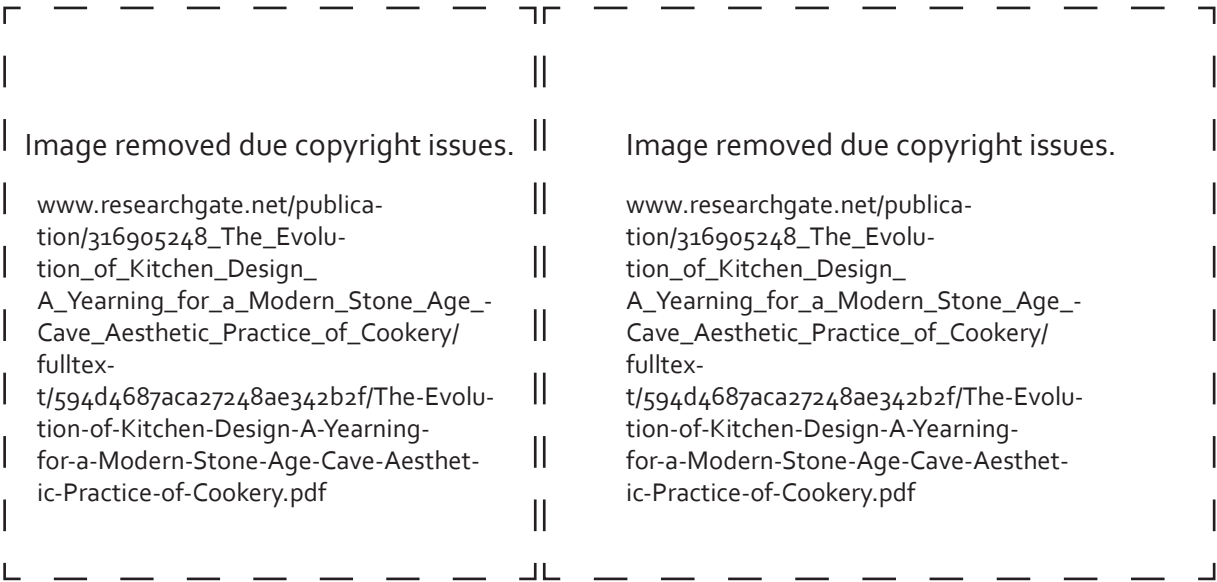 Image removed due copyright issues.
www.researchgate.net/publica-
tion/316905248_The_Evolu-
tion_of_Kitchen_Design_
A_Yearning_for_a_Modern_Stone_Age_-
Cave_Aesthetic_Practice_of_Cookery/
fulltex-
t/594d4687aca27248ae342b2f/The-Evolu-
tion-of-Kitchen-Design-A-Yearning-
for-a-Modern-Stone-Age-Cave-Aesthet-
ic-Practice-of-Cookery.pdf
Image removed due copyright issues.
www.researchgate.net/publica-
tion/316905248_The_Evolu-
tion_of_Kitchen_Design_
A_Yearning_for_a_Modern_Stone_Age_-
Cave_Aesthetic_Practice_of_Cookery/
fulltex-
t/594d4687aca27248ae342b2f/The-Evolu-
tion-of-Kitchen-Design-A-Yearning-
for-a-Modern-Stone-Age-Cave-Aesthet-
ic-Practice-of-Cookery.pdf